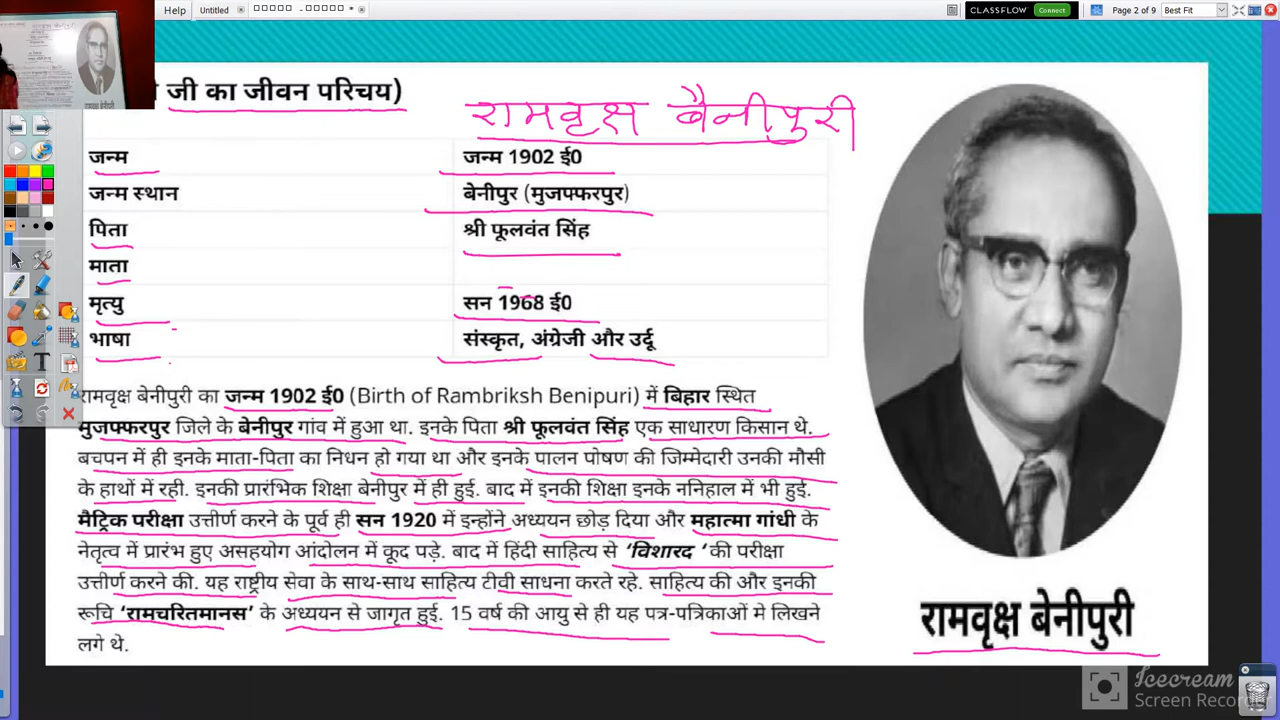 Help
Untitled
CLASSFLOW
Connect
Page 2 of 9
Best Fit
जी का जीवन परिचय)
रामवृक्ष बैनीपुरी
जन्म जन्म 1902 ई0
जन्म स्थान बेनीपुर (मुजफ्फरपुर)
पिता श्री फूलवंत सिंह
माता
मृत्यु सन 1968 ई0
भाषा संस्कृत, अंग्रेजी और उर्दू
रामवृक्ष बेनीपुरी का जन्म 1902 ई0 (Birth of Rambriksh Benipuri) में बिहार स्थित
मुजफ्फरपुर जिले के बेनीपुर गांव में हुआ था. इनके पिता श्री फूलवंत सिंह एक साधारण किसान थे.
बचपन में ही इनके माता-पिता का निधन हो गया था और इनके पालन पोषण की जिम्मेदारी उनकी मौसी
के हाथों में रही. इनकी प्रारंभिक शिक्षा बेनीपुर में ही हुई. बाद में इनकी शिक्षा इनके ननिहाल में भी हुई.
मैट्रिक परीक्षा उत्तीर्ण करने के पूर्व ही सन 1920 में इन्होंने अध्ययन छोड़ दिया और महात्मा गांधी के
नेतृत्व में प्रारंभ हुए असहयोग आंदोलन में कूद पड़े. बाद में हिंदी साहित्य से 'विशारद ' की परीक्षा
उत्तीर्ण करने की. यह राष्ट्रीय सेवा के साथ-साथ साहित्य टीवी साधना करते रहे. साहित्य की और इनकी
रूचि 'रामचरितमानस' के अध्ययन से जागृत हुई. 15 वर्ष की आयु से ही यह पत्र-पत्रिकाओं मे लिखने
लगे थे.
रामवृक्ष बेनीपुरी
Icecream
Screen Recorder